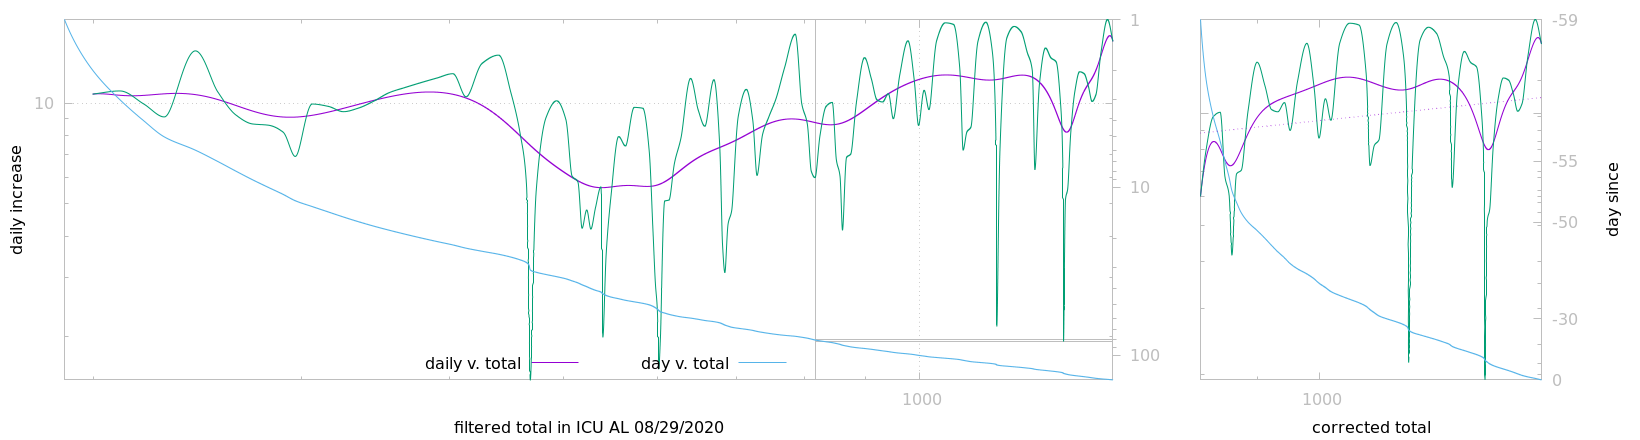 daily increase
10
daily v. total
day v. total
1
10
100
1000
filtered total in ICU AL 08/29/2020
-59
-55
-50
-30
0
day since
1000
corrected total